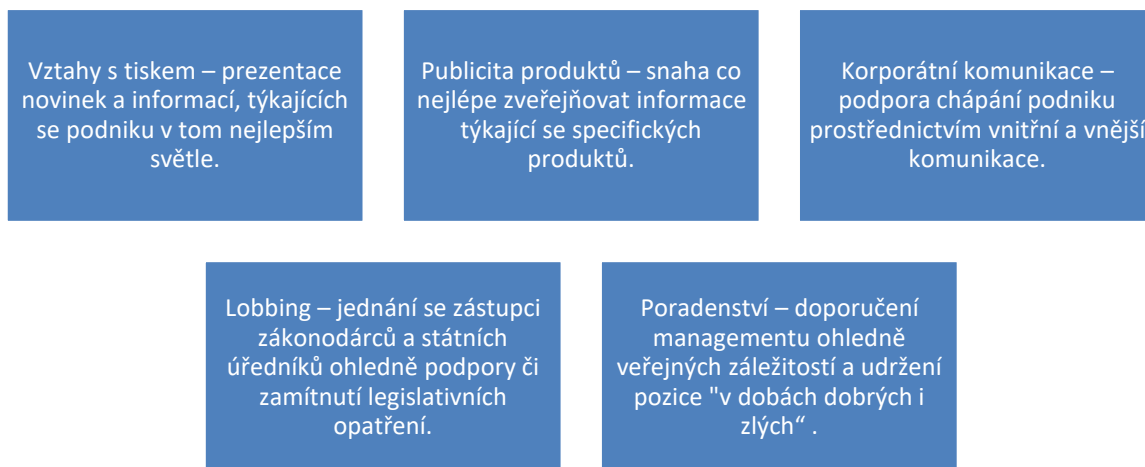 Vztahy s tiskem – prezentace
novinek a informací, týkajících
se podniku v tom nejlepším
světle.
Publicita produktů – snaha co
nejlépe zveřejňovat informace
týkající se specifických
produktů.
Korporátní komunikace –
podpora chápání podniku
prostřednictvím vnitřní a vnější
komunikace.
Lobbing – jednání se zástupci
zákonodárců a státních
úředníků ohledně podpory či
zamítnutí legislativních
opatření.
Poradenství – doporučení
managementu ohledně
veřejných záležitostí a udržení
pozice "v dobách dobrých i
zlých“ .